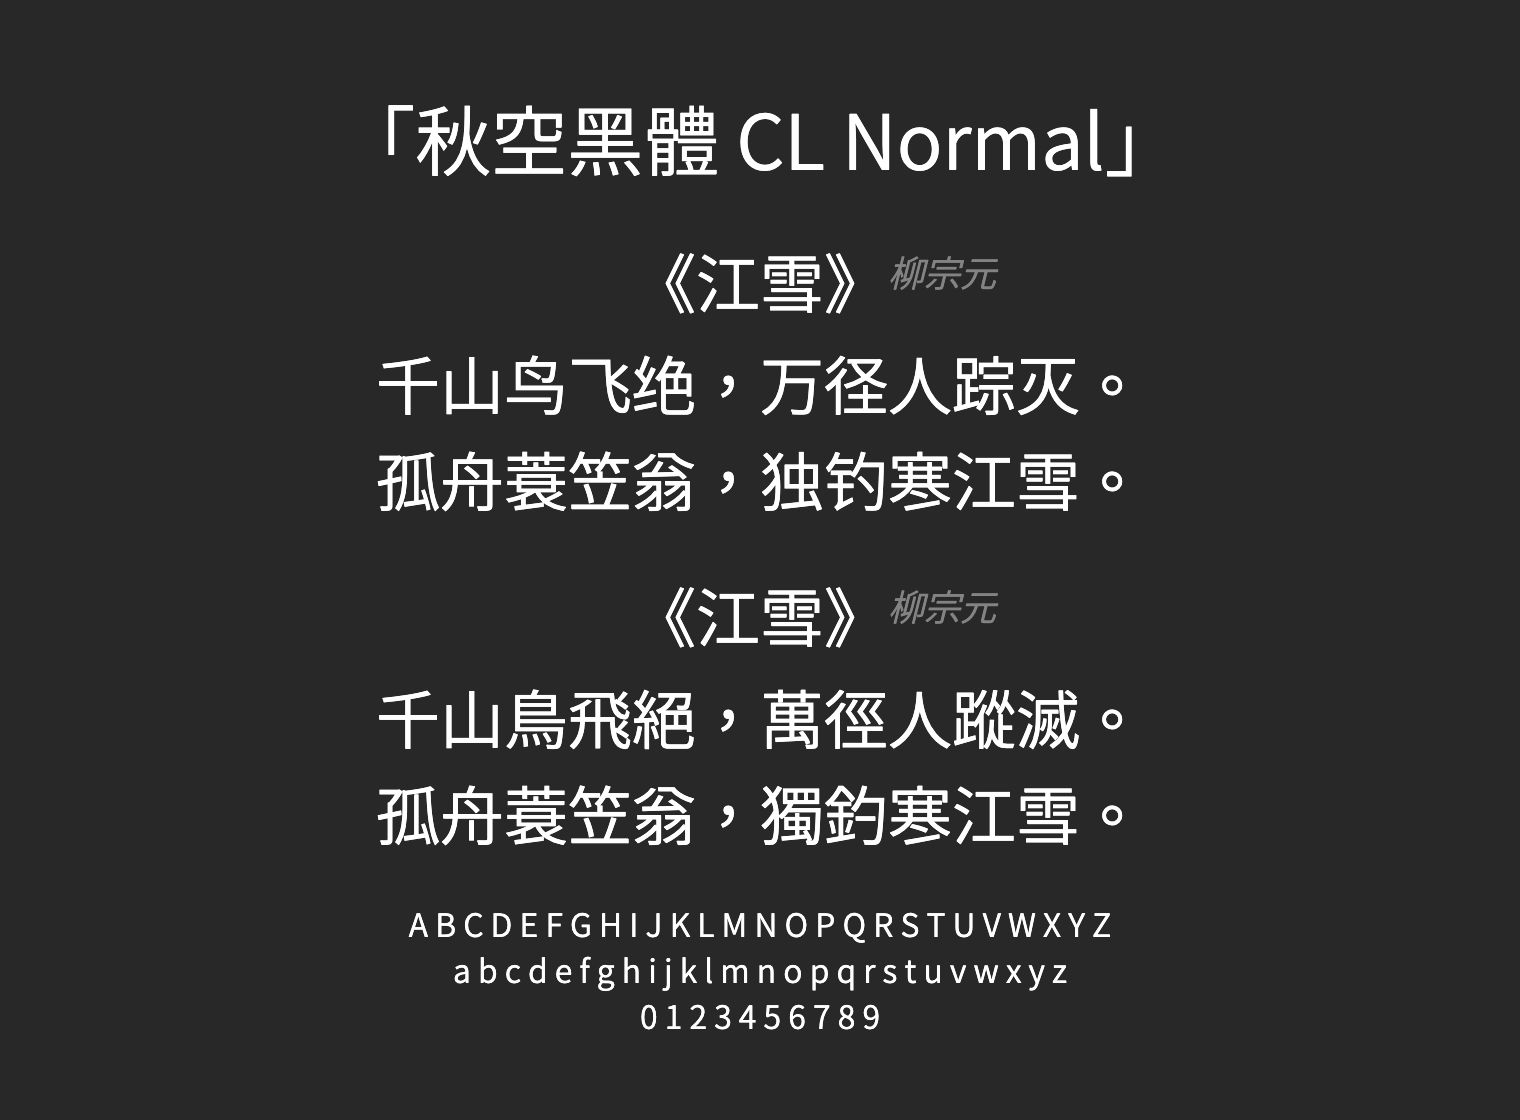 「秋空黑體 CL Normal」
《江雪》 柳宗元
千山鸟飞绝，万径人踪灭。
孤舟蓑笠翁，独钓寒江雪。
《江雪》 柳宗元
千山鳥飛絕，萬徑人蹤滅。
孤舟蓑笠翁，獨釣寒江雪。
A B C D E F G H I J K L M N O P Q R S T U V W X Y Z
a b c d e f g h i j k l m n o p q r s t u v w x y z
0 1 2 3 4 5 6 7 8 9